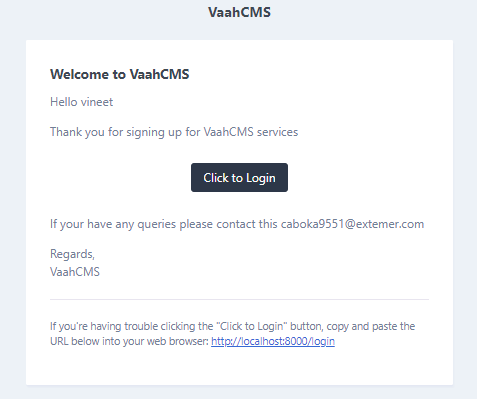 VaahCMS
Welcome to VaahCMS
Hello vineet
Thank you for signing up for VaahCMS services
Click to Login
If your have any queries please contact this caboka9551@extemer.com
Regards,
VaahCMS
If you're having trouble clicking the "Click to Login" button, copy and paste the
URL below into your web browser: http://localhost:8000/login